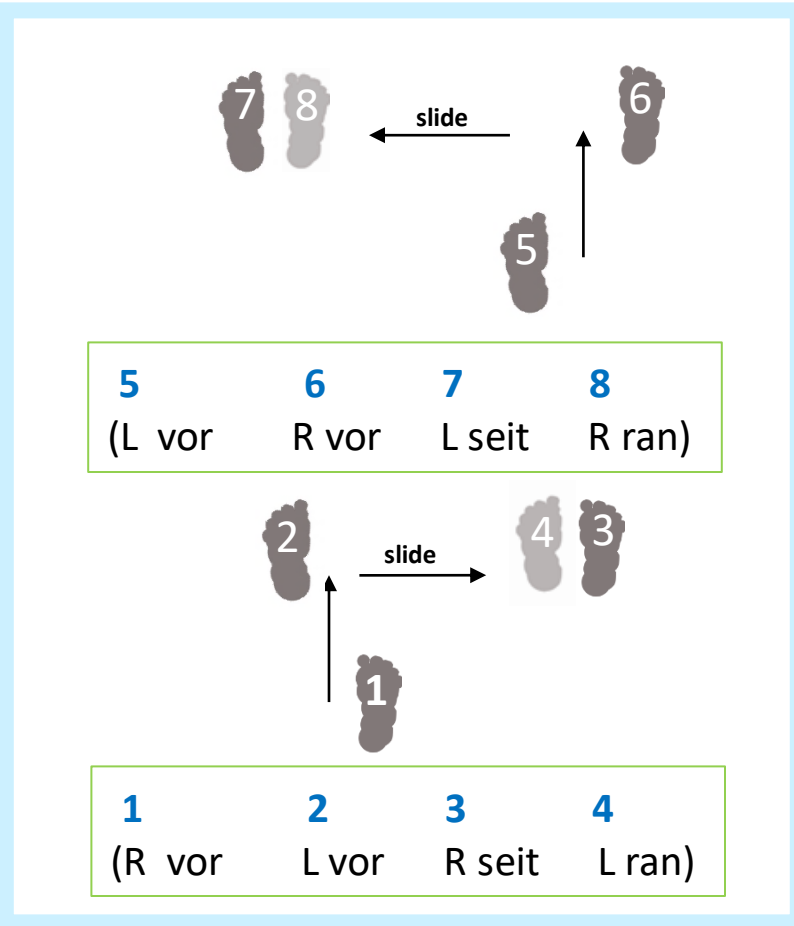 7 8 slide 6
5
5 6 7 8
(L vor R vor L seit R ran)
2 slide 4 3
1
1 2 3 4
(R vor L vor R seit L ran)